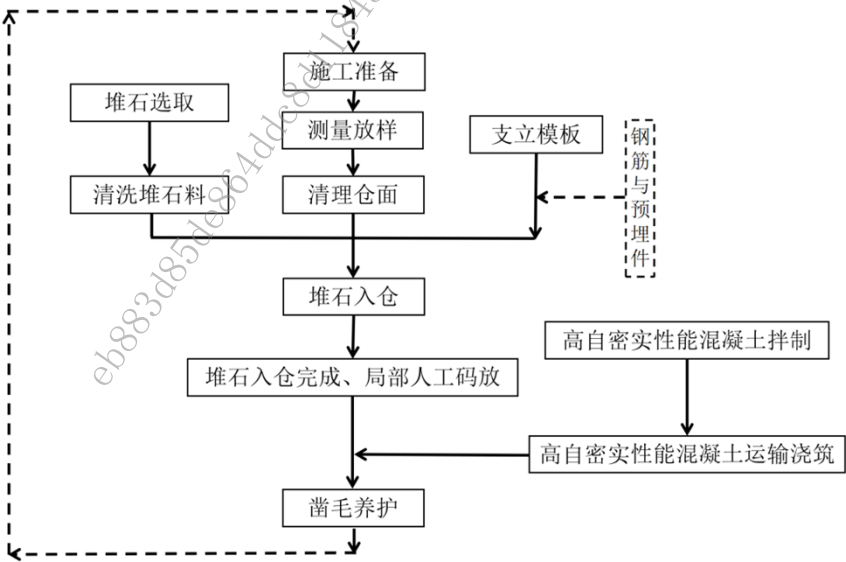 施工准备
堆石选取
测量放样
支立模板
钢筋与预埋件
清洗堆石料
清理仓面
堆石入仓
高自密实性能混凝土拌制
堆石入仓完成、局部人工码放
高自密实性能混凝土运输浇筑
凿毛养护